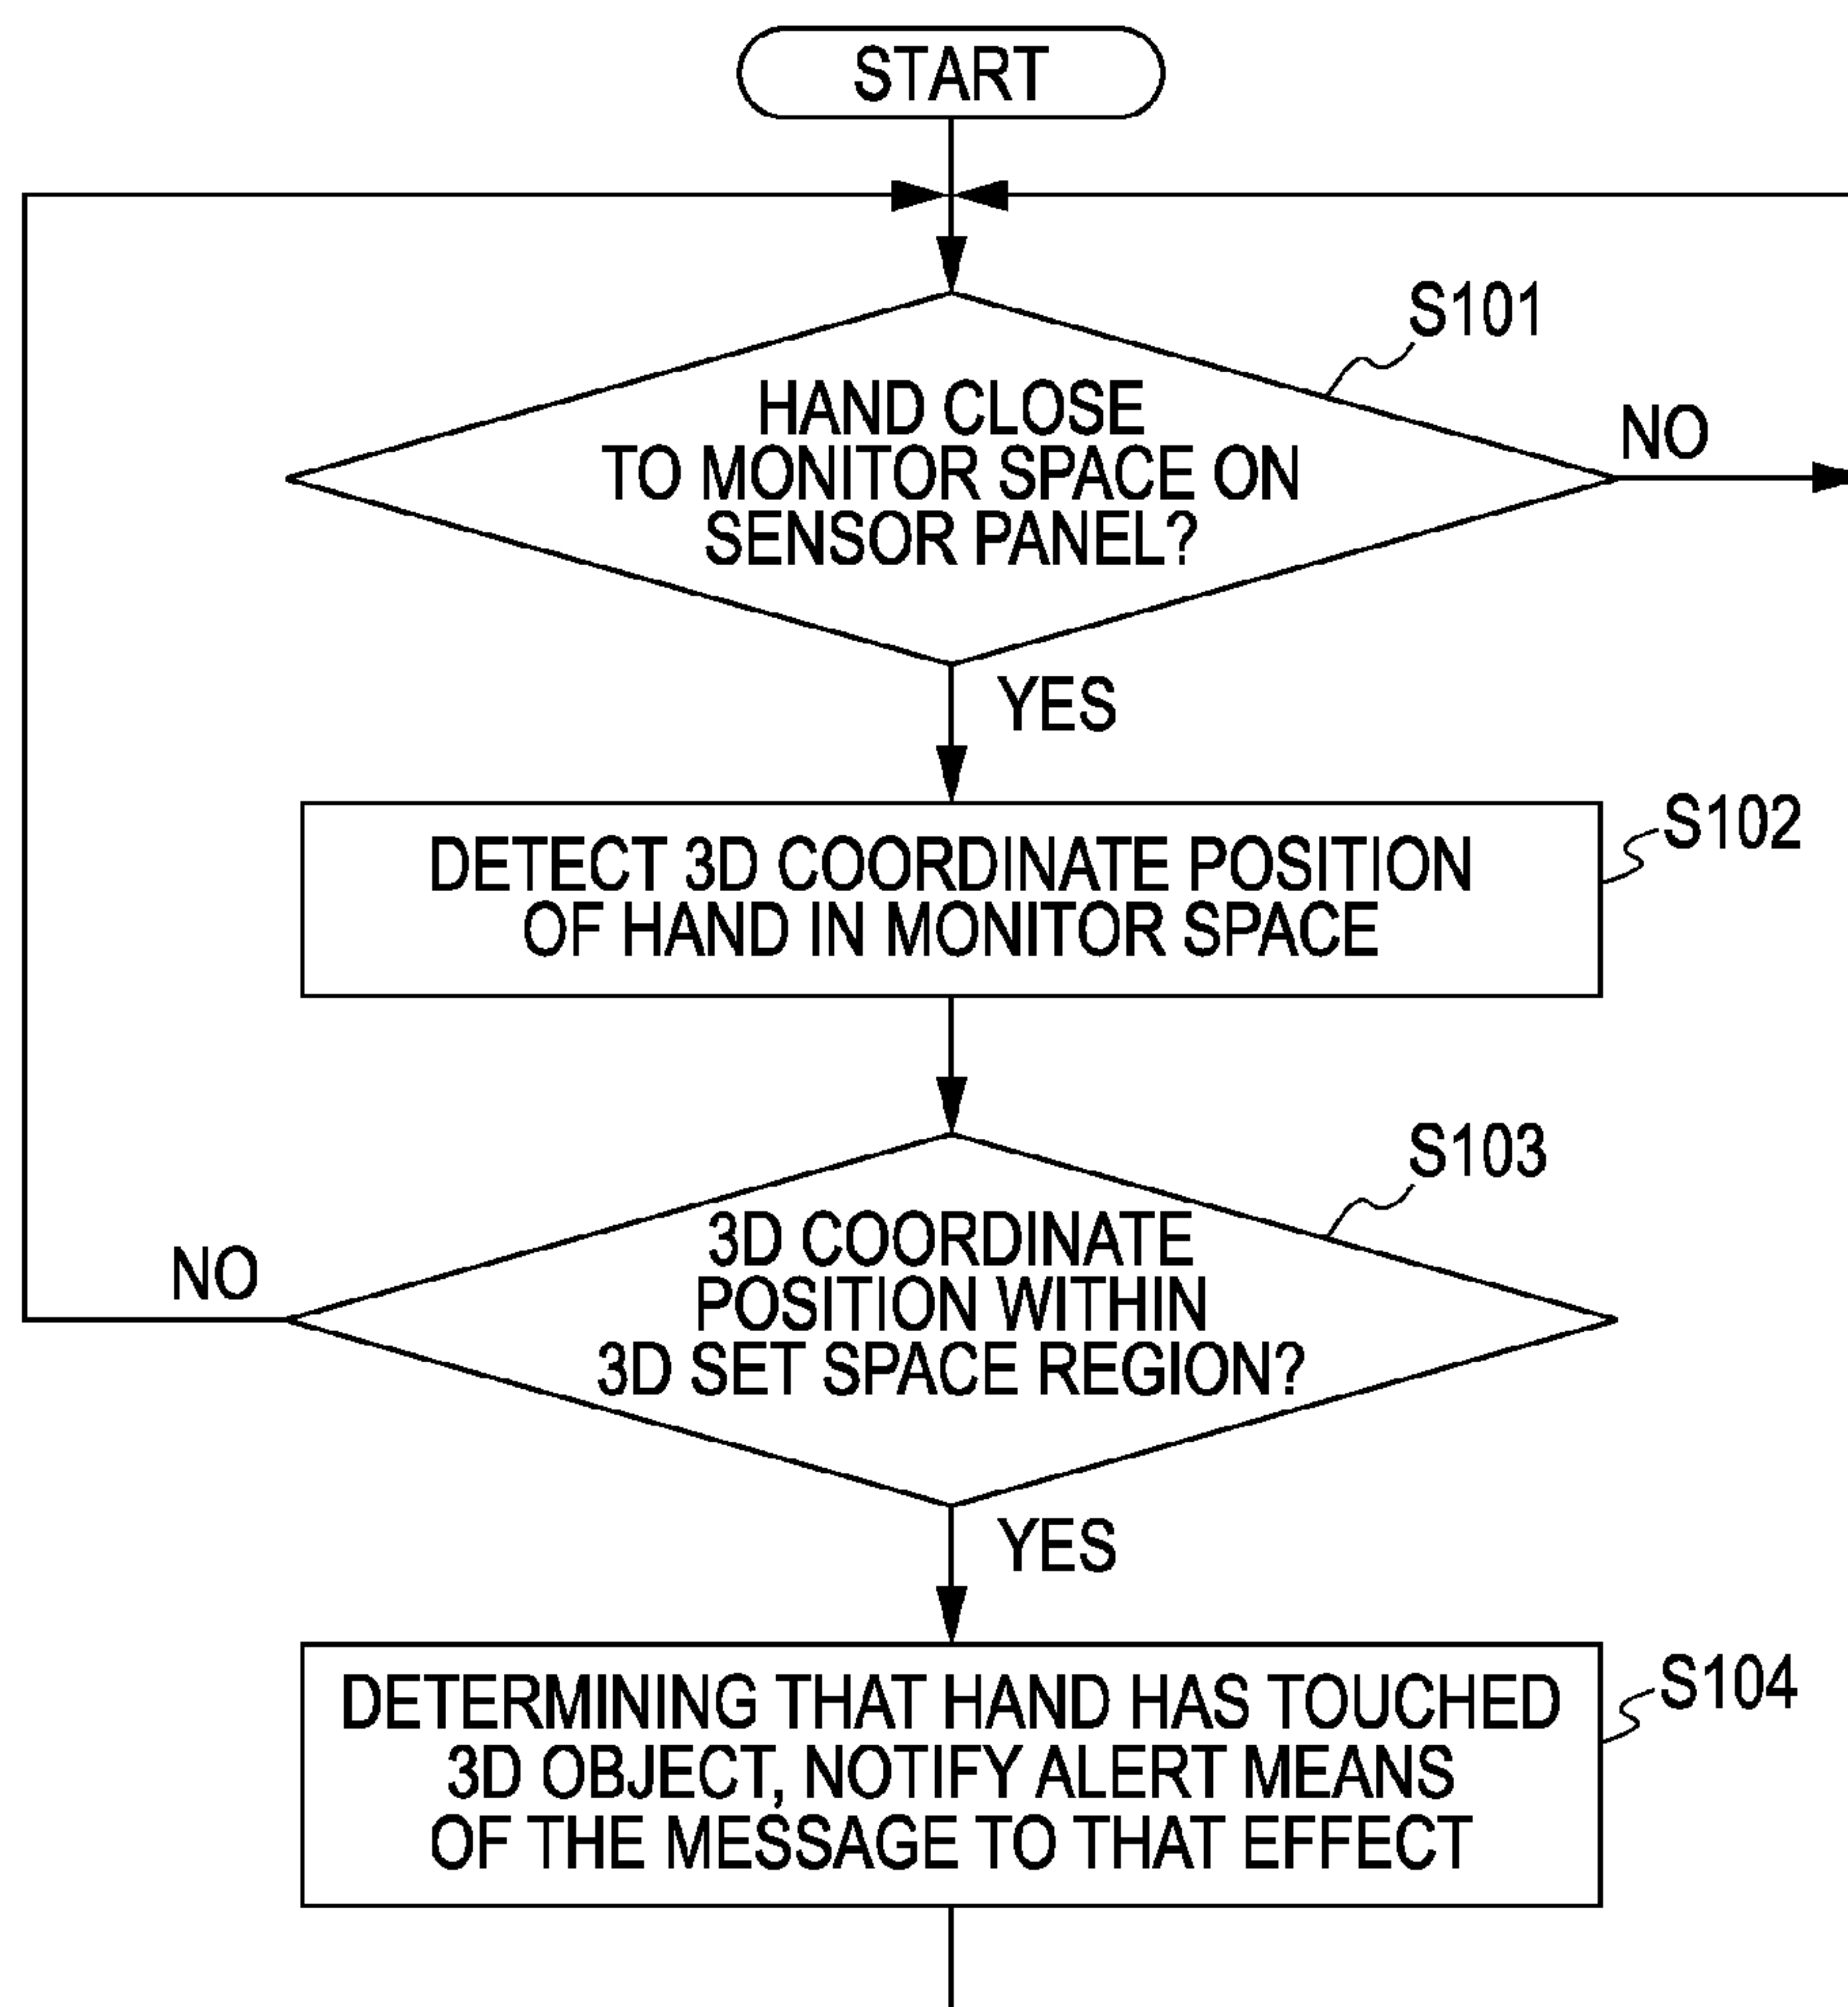 START
S101
HAND CLOSE
TO MONITOR SPACE ON
SENSOR PANEL?
NO
YES
S102
DETECT 3D COORDINATE POSITION
OF HAND IN MONITOR SPACE
S103
3D COORDINATE
POSITION WITHIN
3D SET SPACE REGION?
NO
YES
S104
DETERMINING THAT HAND HAS TOUCHED
3D OBJECT, NOTIFY ALERT MEANS
OF THE MESSAGE TO THAT EFFECT